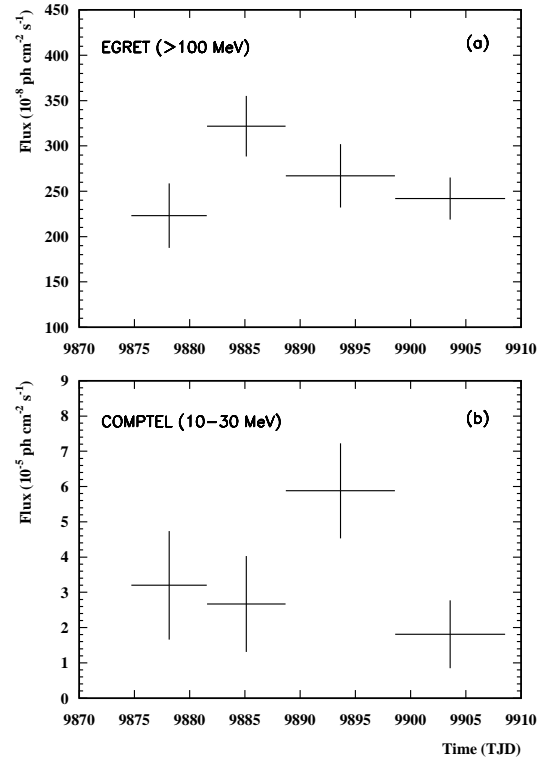 450
400
350
300
250
200
150
100
Flux (10⁻⁸ ph cm⁻² s⁻¹)
EGRET (>100 MeV)
(a)
9870 9875 9880 9885 9890 9895 9900 9905 9910
9
8
7
6
5
4
3
2
1
0
Flux (10⁻⁵ ph cm⁻² s⁻¹)
COMPTEL (10−30 MeV)
(b)
9870 9875 9880 9885 9890 9895 9900 9905 9910
Time (TJD)